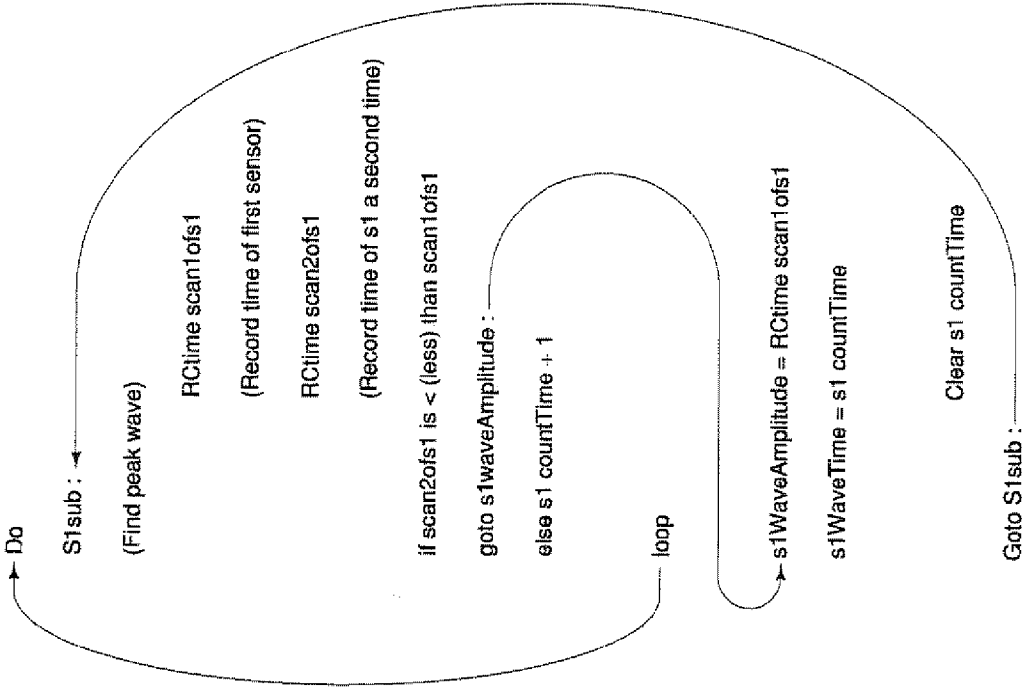 Do
S1sub :
(Find peak wave)
RCtime scan1ofs1
(Record time of first sensor)
RCtime scan2ofs1
(Record time of s1 a second time)
if scan2ofs1 is < (less) than scan1ofs1
goto s1waveAmplitude :
else s1 countTime + 1
loop
s1WaveAmplitude = RCtime scan1ofs1
s1WaveTime = s1 countTime
Clear s1 countTime
Goto S1sub :